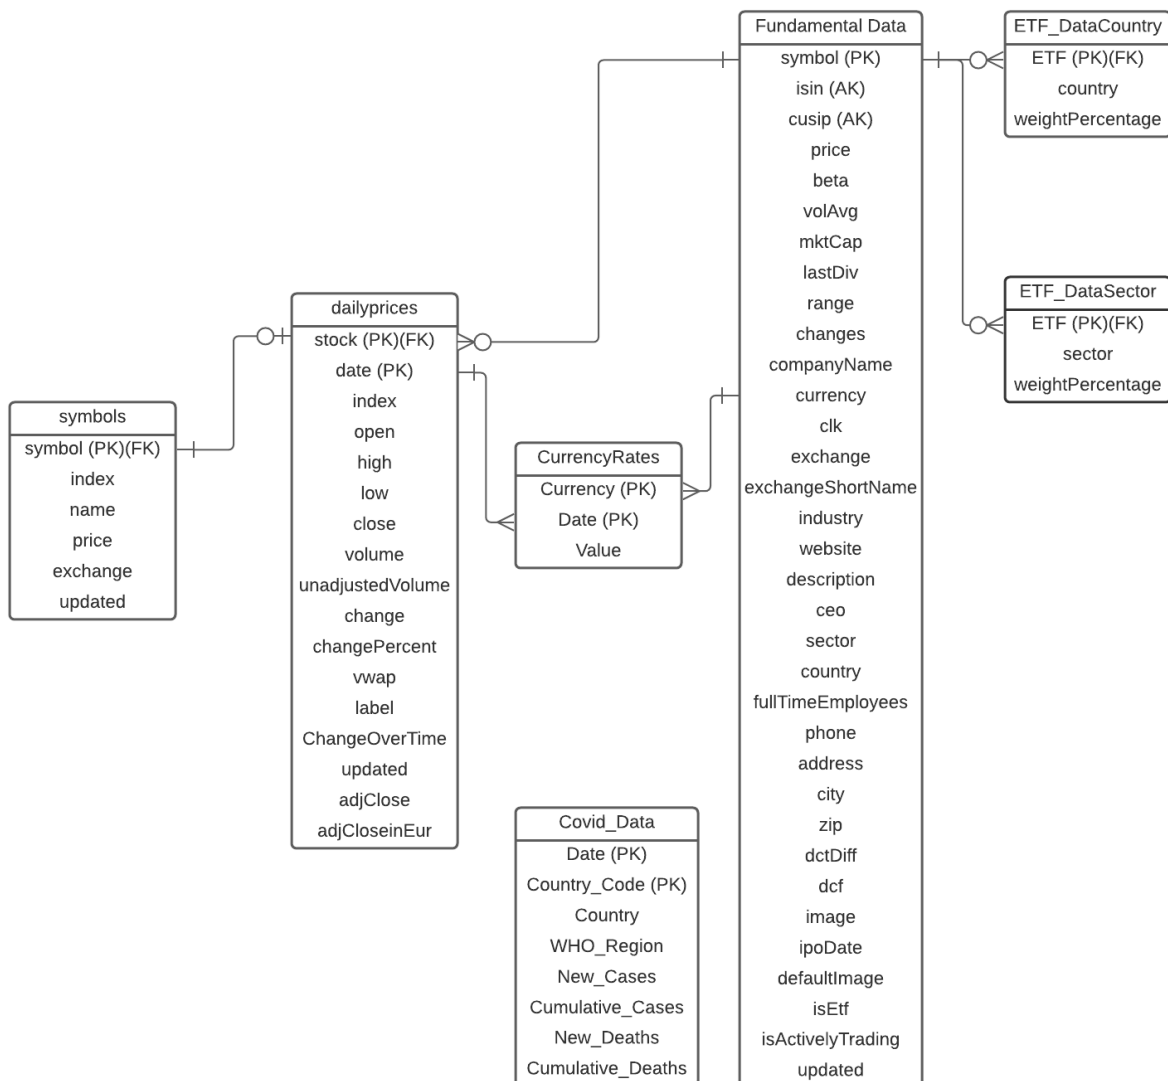 symbols
symbol (PK)(FK)
index
name
price
exchange
updated
dailyprices
stock (PK)(FK)
date (PK)
index
open
high
low
close
volume
unadjustedVolume
change
changePercent
vwap
label
ChangeOverTime
updated
adjClose
adjCloseinEur
CurrencyRates
Currency (PK)
Date (PK)
Value
Covid_Data
Date (PK)
Country_Code (PK)
Country
WHO_Region
New_Cases
Cumulative_Cases
New_Deaths
Cumulative_Deaths
Fundamental Data
symbol (PK)
isin (AK)
cusip (AK)
price
beta
volAvg
mktCap
lastDiv
range
changes
companyName
currency
clk
exchange
exchangeShortName
industry
website
description
ceo
sector
country
fullTimeEmployees
phone
address
city
zip
dctDiff
dcf
image
ipoDate
defaultImage
isEtf
isActivelyTrading
updated
ETF_DataCountry
ETF (PK)(FK)
country
weightPercentage
ETF_DataSector
ETF (PK)(FK)
sector
weightPercentage